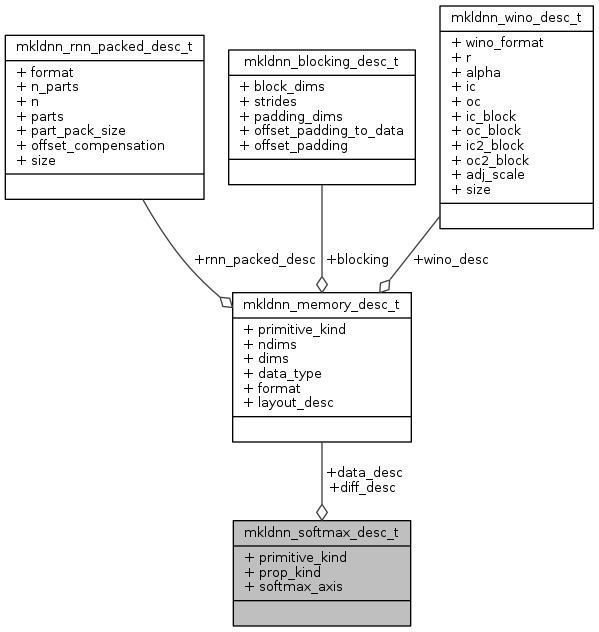 mkldnn_rnn_packed_desc_t
+ format
+ n_parts
+ n
+ parts
+ part_pack_size
+ offset_compensation
+ size
mkldnn_blocking_desc_t
+ block_dims
+ strides
+ padding_dims
+ offset_padding_to_data
+ offset_padding
mkldnn_wino_desc_t
+ wino_format
+ r
+ alpha
+ ic
+ oc
+ ic_block
+ oc_block
+ ic2_block
+ oc2_block
+ adj_scale
+ size
+rnn_packed_desc
+blocking
+wino_desc
mkldnn_memory_desc_t
+ primitive_kind
+ ndims
+ dims
+ data_type
+ format
+ layout_desc
+data_desc
+diff_desc
mkldnn_softmax_desc_t
+ primitive_kind
+ prop_kind
+ softmax_axis